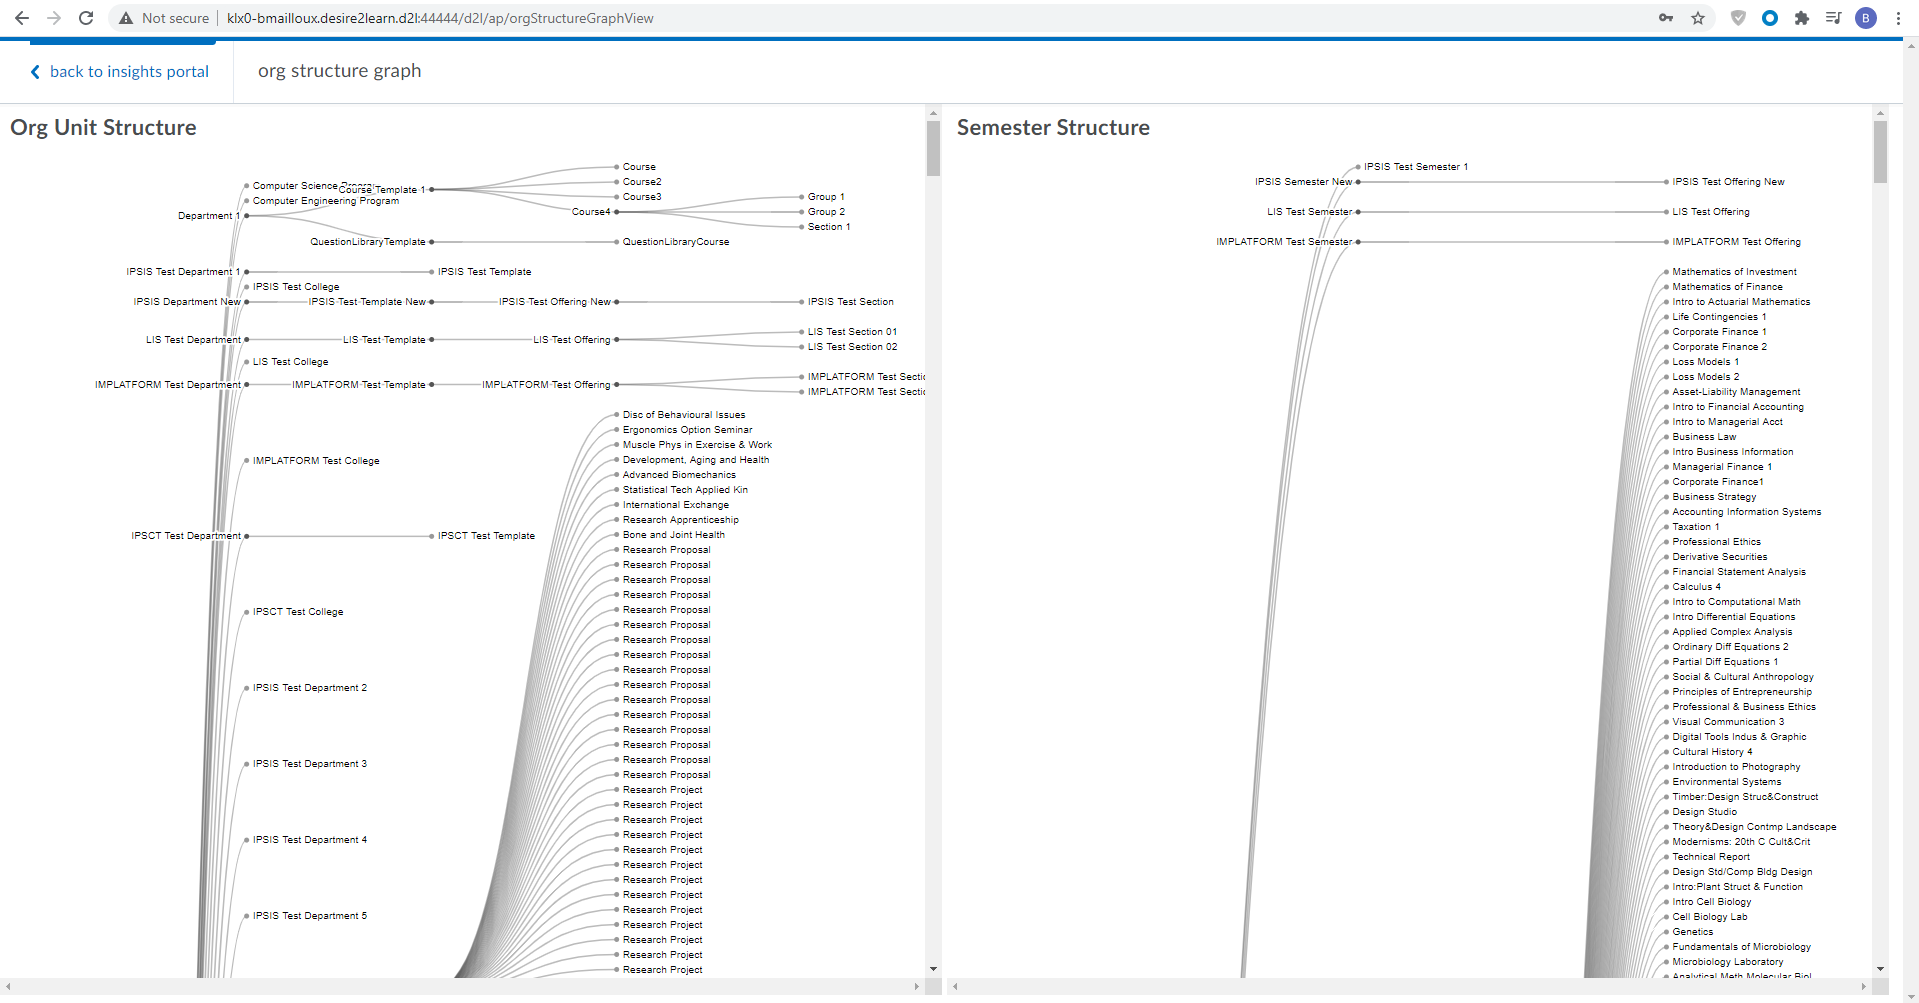 Not secure
klx0-bmailloux.desire2learn.d2l:44444/d2l/ap/orgStructureGraphView
B
back to insights portal
org structure graph
Org Unit Structure
Course
Computer Science
Course Template 1
Course2
Computer Engineering Program
Course3
Group 1
Department 1
Course4
Group 2
Section 1
QuestionLibraryTemplate
QuestionLibraryCourse
IPSIS Test Department 1
IPSIS Test Template
IPSIS Test College
IPSIS Department New
IPSIS Test Template New
IPSIS Test Offering New
IPSIS Test Section
LIS Test Section 01
LIS Test Department
LIS Test Template
LIS Test Offering
LIS Test Section 02
LIS Test College
IMPLATFORM Test Sectic
IMPLATFORM Test Department
IMPLATFORM Test Template
IMPLATFORM Test Offering
IMPLATFORM Test Sectic
Disc of Behavioural Issues
Ergonomics Option Seminar
Muscle Phys in Exercise & Work
IMPLATFORM Test College
Development, Aging and Health
Advanced Biomechanics
Statistical Tech Applied Kin
International Exchange
Research Apprenticeship
IPSCT Test Department
IPSCT Test Template
Bone and Joint Health
Research Proposal
Research Proposal
Research Proposal
Research Proposal
IPSCT Test College
Research Proposal
Research Proposal
Research Proposal
Research Proposal
Research Proposal
IPSIS Test Department 2
Research Proposal
Research Proposal
Research Proposal
Research Proposal
Research Proposal
IPSIS Test Department 3
Research Proposal
Research Proposal
Research Project
Research Project
Research Project
IPSIS Test Department 4
Research Project
Research Project
Research Project
Research Project
Research Project
IPSIS Test Department 5
Research Project
Research Project
Research Project
Research Project
Research Project
Semester Structure
IPSIS Test Semester 1
IPSIS Semester New
IPSIS Test Offering New
LIS Test Semester
LIS Test Offering
IMPLATFORM Test Semester
IMPLATFORM Test Offering
Mathematics of Investment
Mathematics of Finance
Intro to Actuarial Mathematics
Life Contingencies 1
Corporate Finance 1
Corporate Finance 2
Loss Models 1
Loss Models 2
Asset-Liability Management
Intro to Financial Accounting
Intro to Managerial Acct
Business Law
Intro Business Information
Managerial Finance 1
Corporate Finance1
Business Strategy
Accounting Information Systems
Taxation 1
Professional Ethics
Derivative Securities
Financial Statement Analysis
Calculus 4
Intro to Computational Math
Intro Differential Equations
Applied Complex Analysis
Ordinary Diff Equations 2
Partial Diff Equations 1
Social & Cultural Anthropology
Principles of Entrepreneurship
Professional & Business Ethics
Visual Communication 3
Digital Tools Indus & Graphic
Cultural History 4
Introduction to Photography
Environmental Systems
Timber:Design Struc&Construct
Design Studio
Theory&Design Contmp Landscape
Modernisms: 20th C Cult&Crit
Technical Report
Design Std/Comp Bldg Design
Intro:Plant Struct & Function
Intro Cell Biology
Cell Biology Lab
Genetics
Fundamentals of Microbiology
Microbiology Laboratory
Analytical Meth Molecular Biol